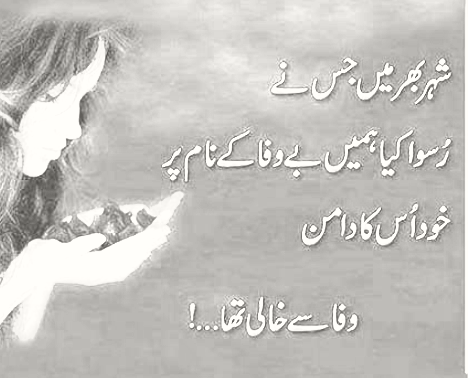 شہر بھر میں جس نے
رُسوا کیا ہمیں بے وفا گے نام پر
خود اُس کا دامن
وفا سے خالی تھا...!